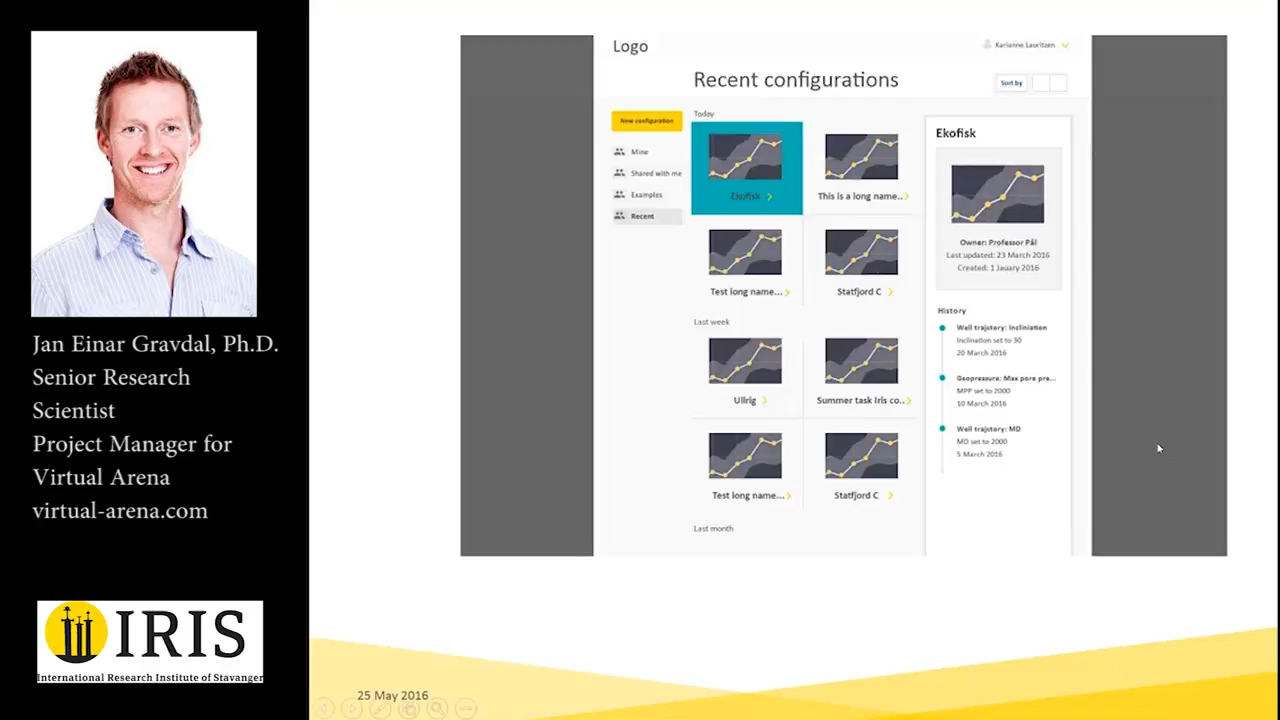 Jan Einar Gravdal, Ph.D.
Senior Research
Scientist
Project Manager for
Virtual Arena
virtual-arena.com
IRIS
International Research Institute of Stavanger
Logo
Karianne Lauritzen
Recent configurations
Sort by
New configuration
Mine
Shared with me
Examples
Recent
Today
Ekofisk
This is a long name..
Test long name...
Statfjord C
Last week
Ullrig
Summer task Iris co..
Test long name...
Statfjord C
Last month
Ekofisk
Owner: Professor Pål
Last updated: 23 March 2016
Created: 1 Jauary 2016
History
Well trajstory: Incliniation
Inclination set to 30
20 March 2016
Geopressure: Max pore pre...
MPP set to 2000
10 March 2016
Well trajstory: MD
MD set to 2000
5 March 2016
25 May 2016